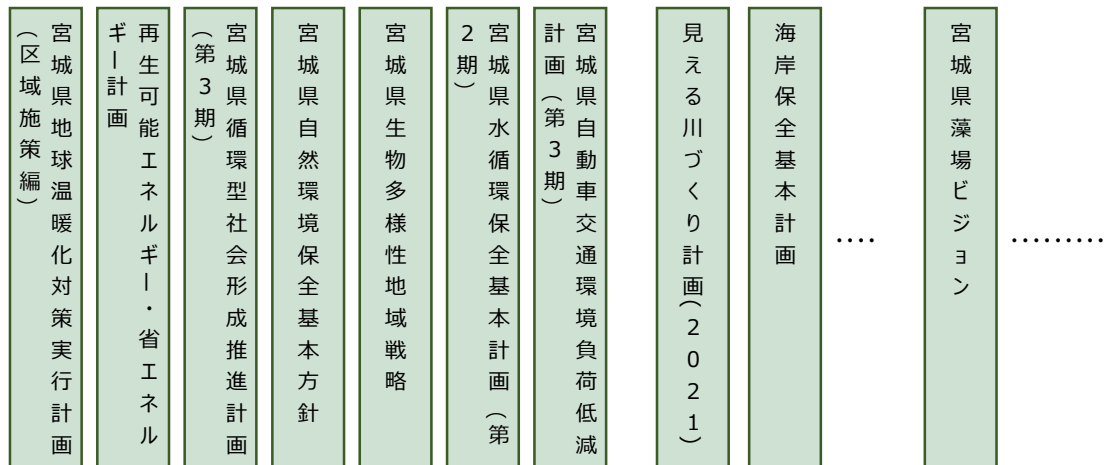 宮城県地球温暖化対策実行計画
（区域施策編）
再生可能エネルギー・省エネル
ギー計画
宮城県循環型社会形成推進計画
（第3期）
宮城県自然環境保全基本方針
宮城県生物多様性地域戦略
宮城県水循環保全基本計画（第
2期）
宮城県自動車交通環境負荷低減
計画（第3期）
見える川づくり計画(2021)
海岸保全基本計画
‥‥
宮城県藻場ビジョン
‥‥‥‥‥